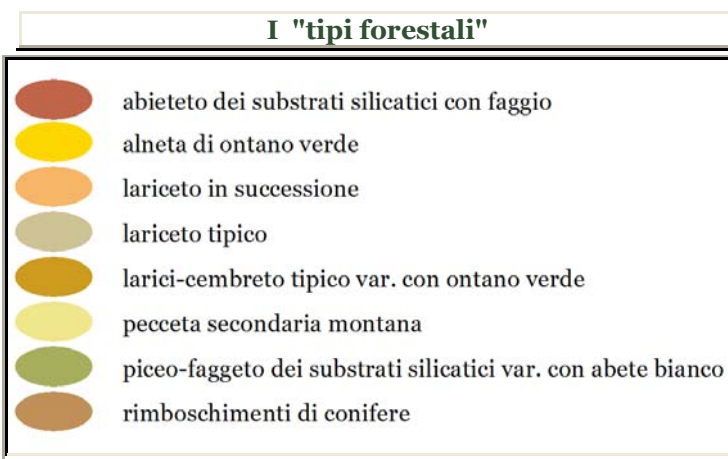 I "tipi forestali"
abieteto dei substrati silicatici con faggio
alneta di ontano verde
lariceto in successione
lariceto tipico
larici-cembreto tipico var. con ontano verde
pecceta secondaria montana
piceo-faggeto dei substrati silicatici var. con abete bianco
rimboschimenti di conifere